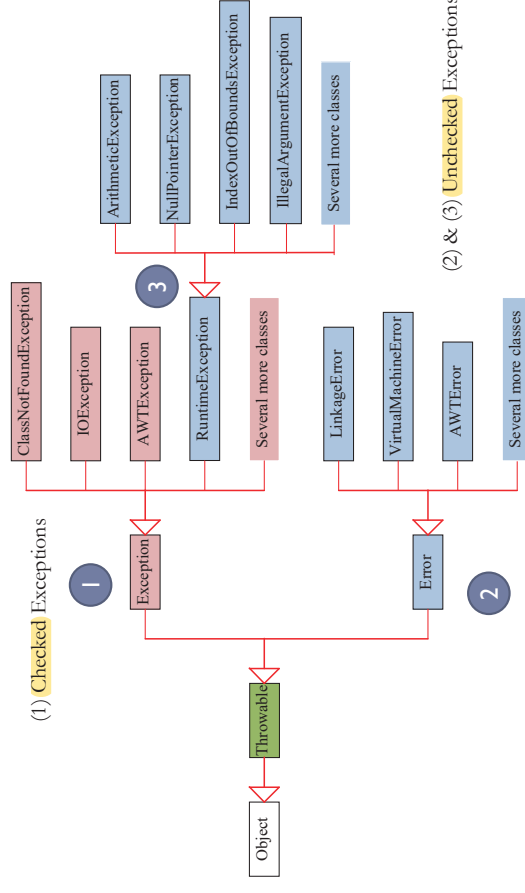 (1) Checked Exceptions
1
ClassNotFoundException
IOException
AWTException
Exception
RuntimeException
Several more classes
3
ArithmeticException
NullPointerException
IndexOutOfBoundsException
IllegalArgumentException
Several more classes
Object
Throwable
Error
2
LinkageError
VirtualMachineError
AWTError
Several more classes
(2) & (3) Unchecked Exceptions